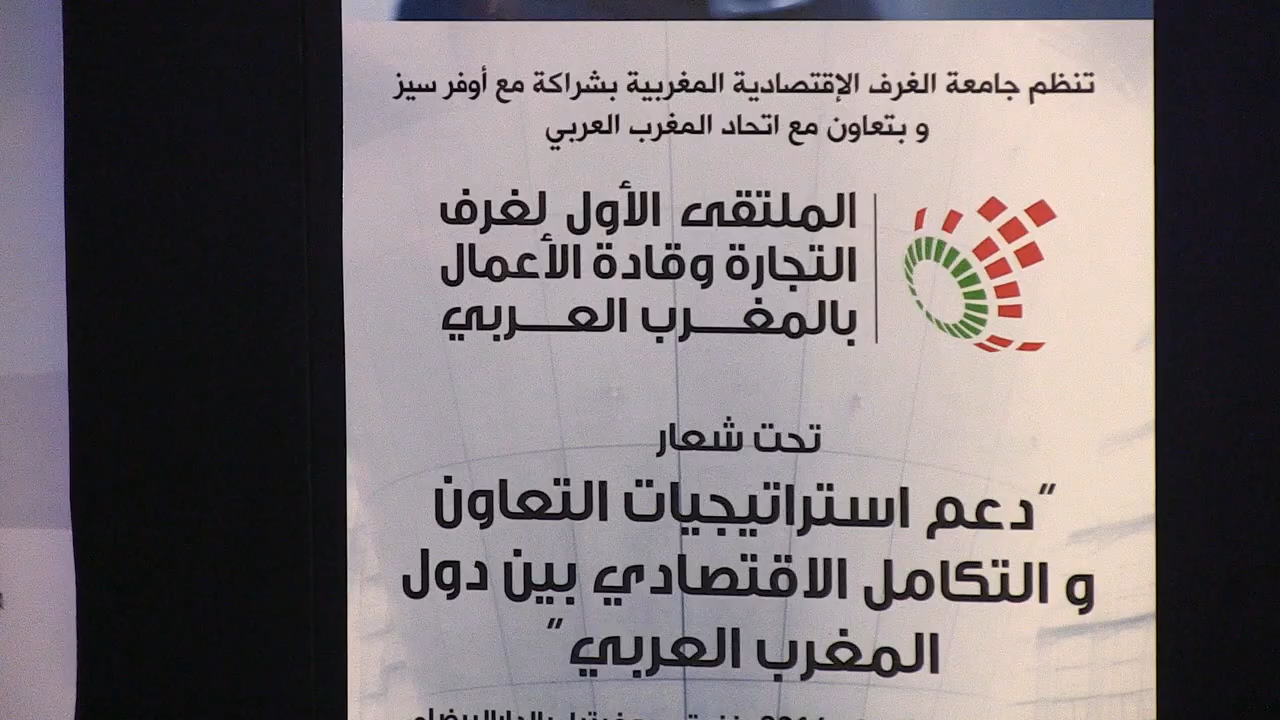 تنظم جامعة الغرف الإقتصادية المغربية بشراكة مع أوفر سيز
و بتعاون مع اتحاد المغرب العربي
الملتقى الأول لغرف
التجارة وقادة الأعمال
بالمغرب العربي
تحت شعار
"دعم استراتيجيات التعاون
و التكامل الاقتصادي بين دول
المغرب العربي"